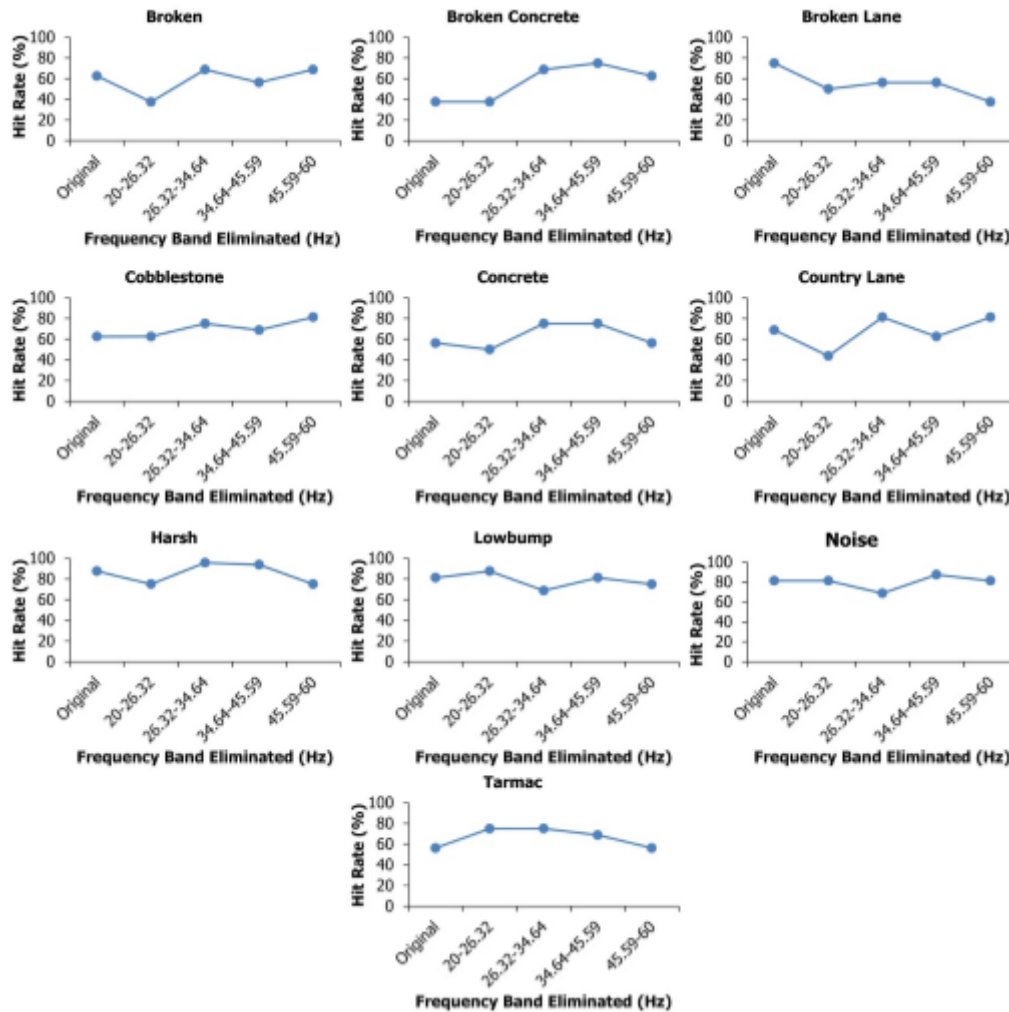 Broken
Hit Rate (%)
100
80
60
40
20
0
Original
20-26.32
26.32-34.64
34.64-45.59
45.59-60
Frequency Band Eliminated (Hz)
Broken Concrete
Hit Rate (%)
100
80
60
40
20
0
Original
20-26.32
26.32-34.64
34.64-45.59
45.59-60
Frequency Band Eliminated (Hz)
Broken Lane
Hit Rate (%)
100
80
60
40
20
0
Original
20-26.32
26.32-34.64
34.64-45.59
45.59-60
Frequency Band Eliminated (Hz)
Cobblestone
Hit Rate (%)
100
80
60
40
20
0
Original
20-26.32
26.32-34.64
34.64-45.59
45.59-60
Frequency Band Eliminated (Hz)
Concrete
Hit Rate (%)
100
80
60
40
20
0
Original
20-26.32
26.32-34.64
34.64-45.59
45.59-60
Frequency Band Eliminated (Hz)
Country Lane
Hit Rate (%)
100
80
60
40
20
0
Original
20-26.32
26.32-34.64
34.64-45.59
45.59-60
Frequency Band Eliminated (Hz)
Harsh
Hit Rate (%)
100
80
60
40
20
0
Original
20-26.32
26.32-34.64
34.64-45.59
45.59-60
Frequency Band Eliminated (Hz)
Lowbump
Hit Rate (%)
100
80
60
40
20
0
Original
20-26.32
26.32-34.64
34.64-45.59
45.59-60
Frequency Band Eliminated (Hz)
Noise
Hit Rate (%)
100
80
60
40
20
0
Original
20-26.32
26.32-34.64
34.64-45.59
45.59-60
Frequency Band Eliminated (Hz)
Tarmac
Hit Rate (%)
100
80
60
40
20
0
Original
20-26.32
26.32-34.64
34.64-45.59
45.59-60
Frequency Band Eliminated (Hz)